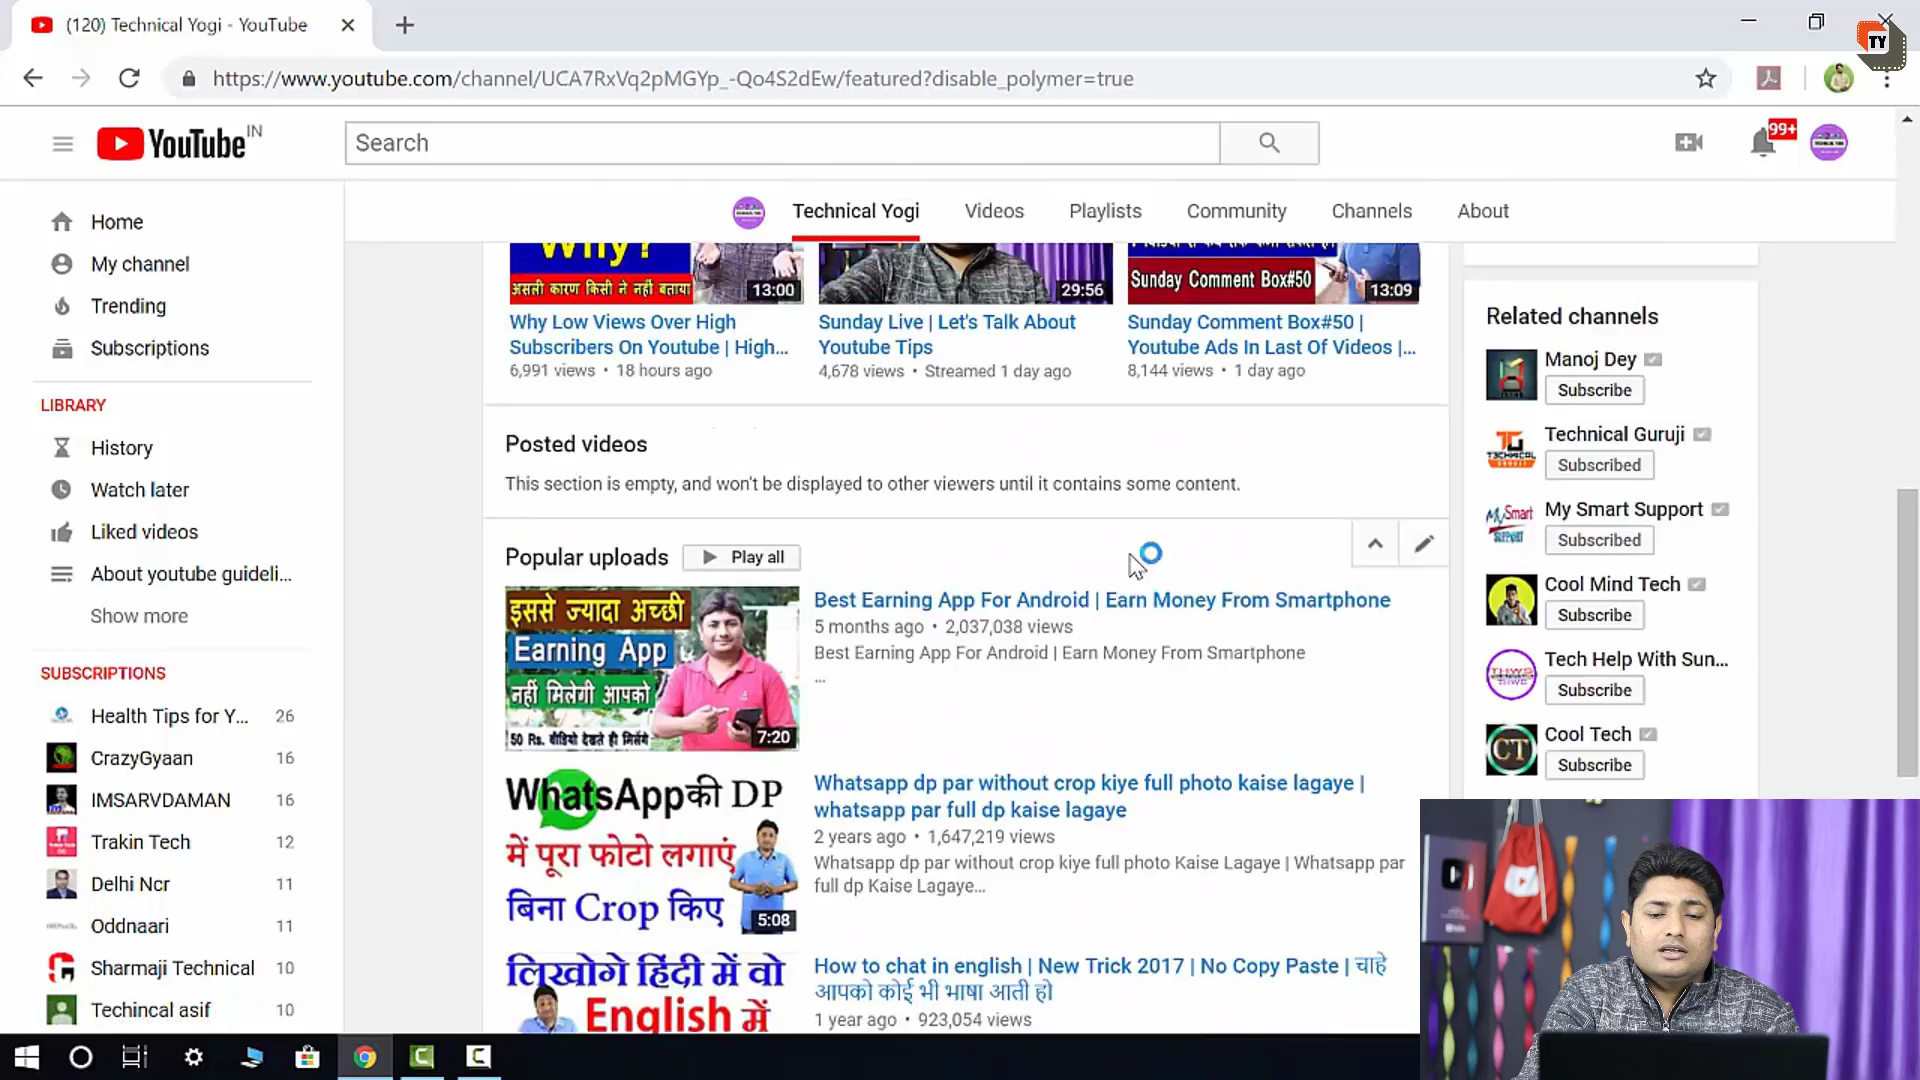 (120) Technical Yogi - YouTube
TY
https://www.youtube.com/channel/UCA7RxVq2pMGYp_-Qo4S2dEw/featured?disable_polymer=true
YouTube IN
Search
99+
Technical Yogi
Videos
Playlists
Community
Channels
About
Home
My channel
Trending
Subscriptions
LIBRARY
History
Watch later
Liked videos
About youtube guideli...
Show more
SUBSCRIPTIONS
Health Tips for Y... 26
CrazyGyaan 16
IMSARVDAMAN 16
Trakin Tech 12
Delhi Ncr 11
Oddnaari 11
Sharmaji Technical 10
Techincal asif 10
Why?
असली कारण किसी ने नहीं बताया
13:00
Why Low Views Over High
Subscribers On Youtube | High...
6,991 views • 18 hours ago
29:56
Sunday Live | Let's Talk About
Youtube Tips
4,678 views • Streamed 1 day ago
Sunday Comment Box#50
13:09
Sunday Comment Box#50 |
Youtube Ads In Last Of Videos |...
8,144 views • 1 day ago
Posted videos
This section is empty, and won't be displayed to other viewers until it contains some content.
Popular uploads
Play all
इससे ज्यादा अच्छी
Earning App
नहीं मिलेगी आपको
50 Rs. वीडियो देखते ही मिलेंगे
7:20
Best Earning App For Android | Earn Money From Smartphone
5 months ago • 2,037,038 views
Best Earning App For Android | Earn Money From Smartphone
...
WhatsApp की DP
में पूरा फोटो लगाएं
बिना Crop किए
5:08
Whatsapp dp par without crop kiye full photo kaise lagaye |
whatsapp par full dp kaise lagaye
2 years ago • 1,647,219 views
Whatsapp dp par without crop kiye full photo Kaise Lagaye | Whatsapp par
full dp Kaise Lagaye...
लिखोगे हिंदी में वो
English में
How to chat in english | New Trick 2017 | No Copy Paste | चाहे
आपको कोई भी भाषा आती हो
1 year ago • 923,054 views
Related channels
Manoj Dey
Subscribe
TG
TECHNICAL
GURUJI
Technical Guruji
Subscribed
My Smart
SUPPORT
My Smart Support
Subscribed
Cool Mind Tech
Subscribe
THWS
Tech Help With Sun...
Subscribe
CT
Cool Tech
Subscribe